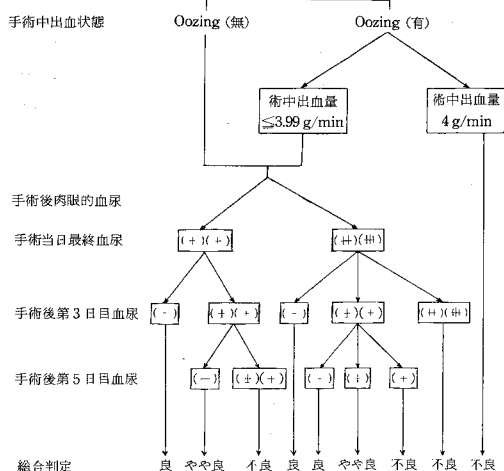 手術中出血状態 Oozing (無) Oozing (有)
術中出血量 術中出血量
≦3.99 g/min 4 g/min
手術後肉眼的血尿
手術当日最終血尿 (+) (卅)
手術後第3日目血尿 (-) (+) (-) (+) (卅)
手術後第5日目血尿 (-) (±)(+) (-) (+)
総合判定 良 やや良 不良 良 良 やや良 不良 不良 不良